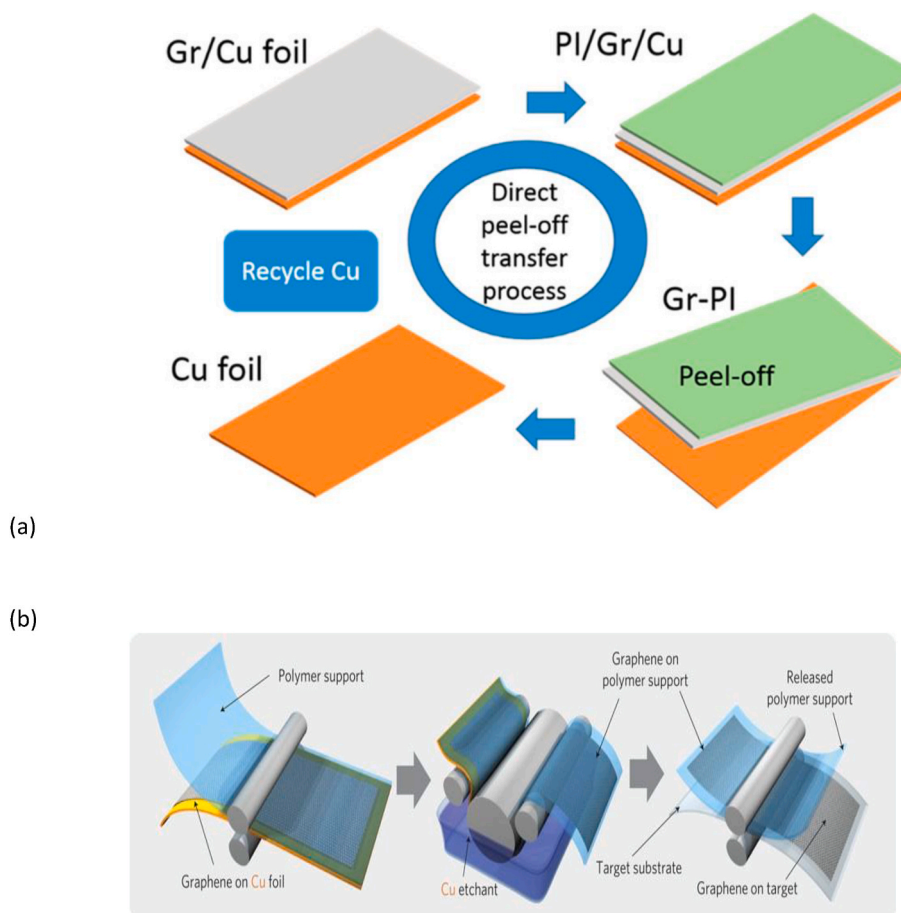 Gr/Cu foil
PI/Gr/Cu
Direct
peel-off
transfer
process
Recycle Cu
Gr-PI
Peel-off
Cu foil
(a)
(b)
Polymer support
Graphene on Cu foil
Graphene on
polymer support
Cu etchant
Released
polymer support
Target substrate
Graphene on target